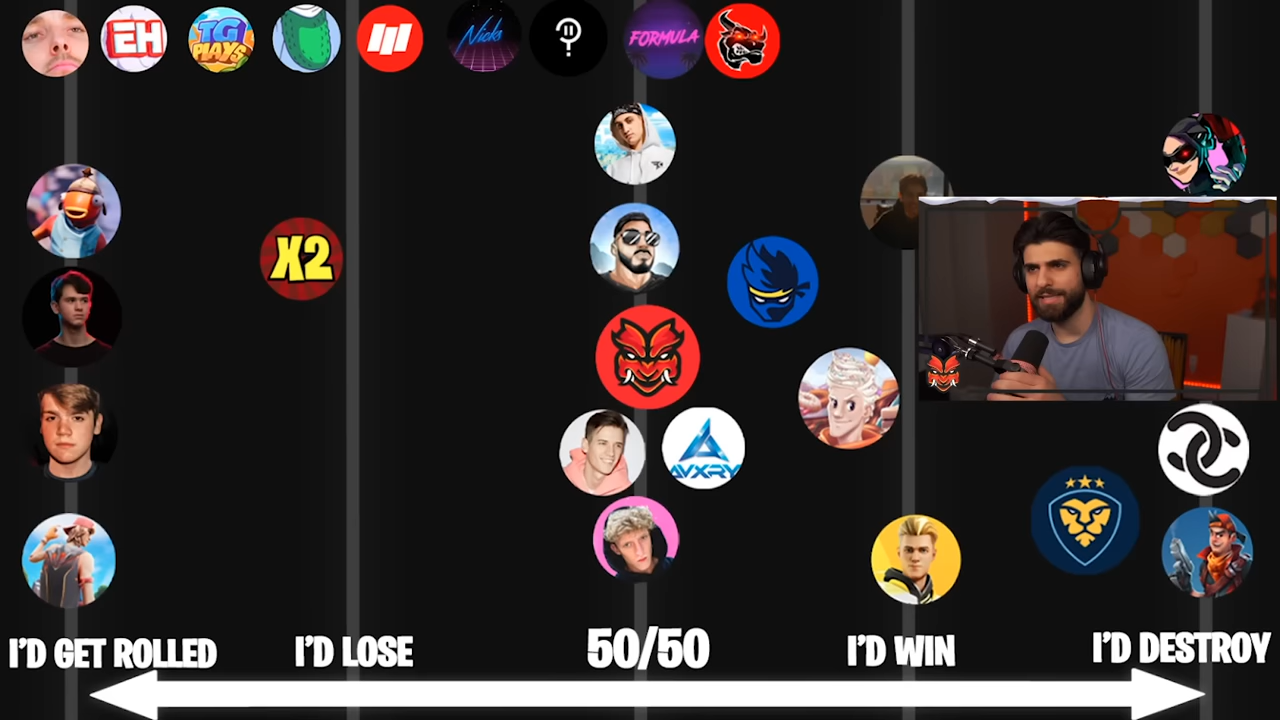 EH
TG
PLAYS
Nicks
FORMULA
X2
AVXRY
I'D GET ROLLED
I'D LOSE
50/50
I'D WIN
I'D DESTROY